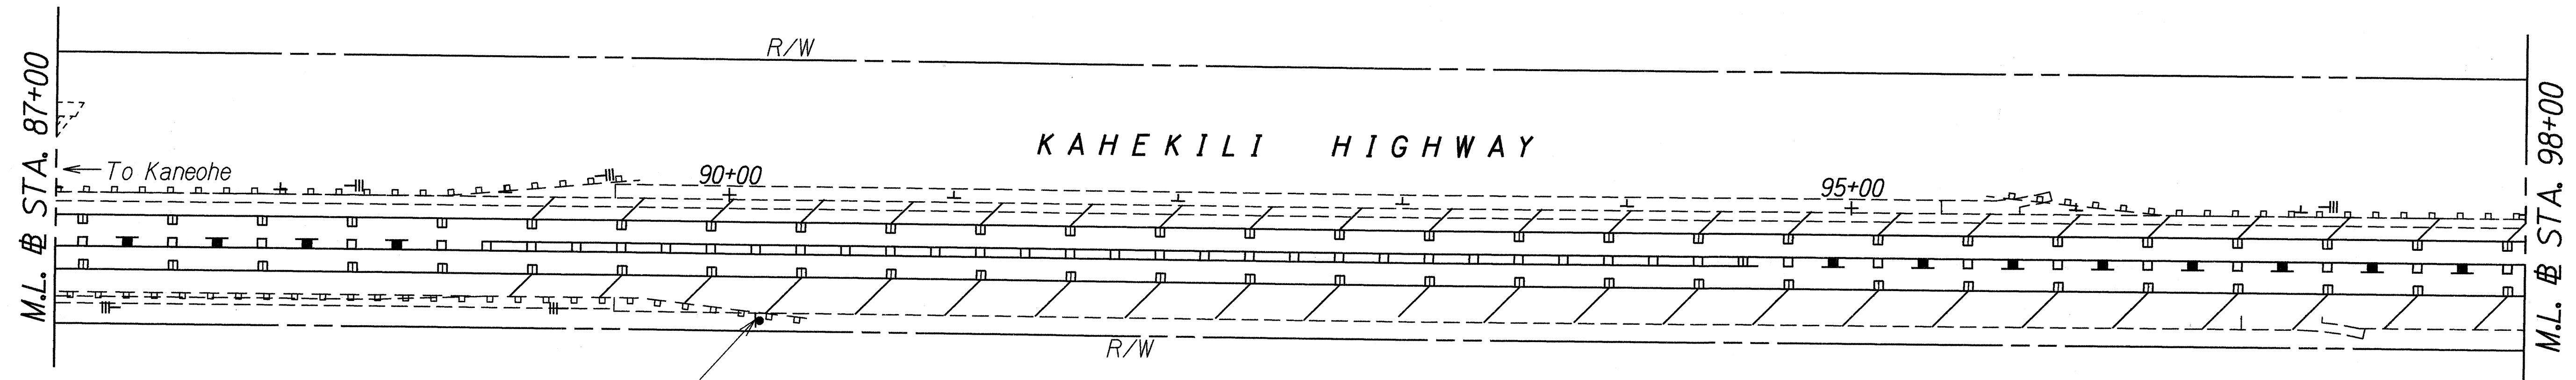 R/W
KAHEKILI HIGHWAY
M.L. ⅊ STA. 87+00
← To Kaneohe
90+00
95+00
M.L. ⅊ STA. 98+00
R/W